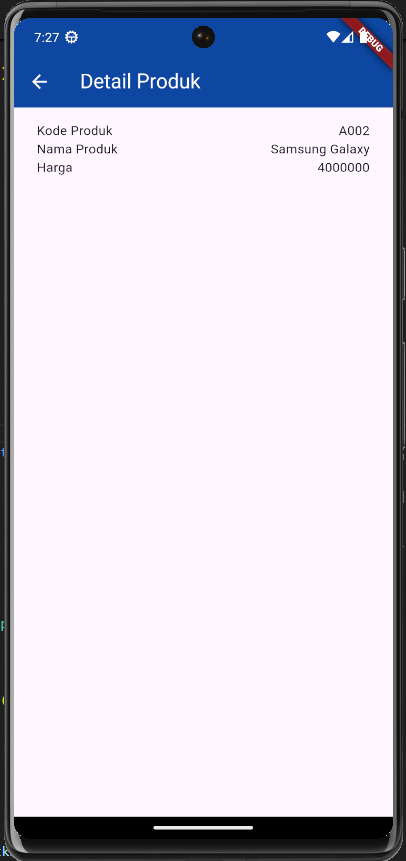 7:27
DEBUG
Detail Produk
Kode Produk A002
Nama Produk Samsung Galaxy
Harga 4000000